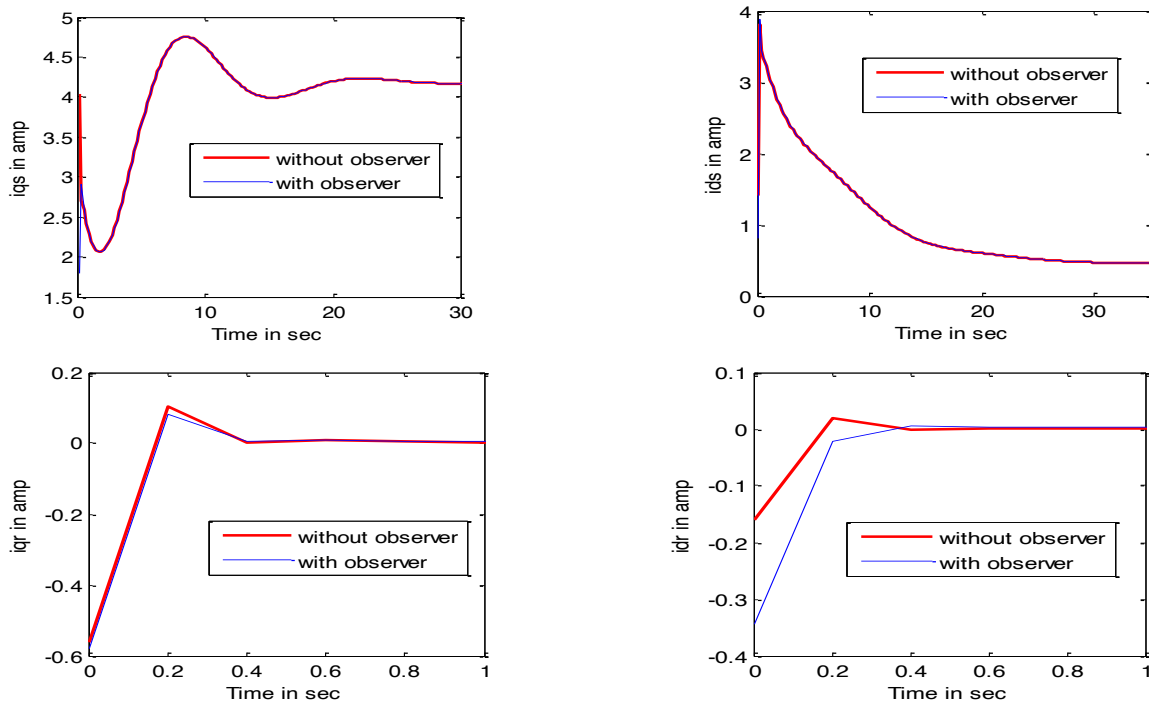 5
4.5
4
3.5
3
2.5
2
1.5
iqs in amp
without observer
with observer
0 10 20 30
Time in sec
4
3
2
1
0
ids in amp
without observer
with observer
0 10 20 30
Time in sec
0.2
0
-0.2
-0.4
-0.6
iqr in amp
without observer
with observer
0 0.2 0.4 0.6 0.8 1
Time in sec
0.1
0
-0.1
-0.2
-0.3
-0.4
idr in amp
without observer
with observer
0 0.2 0.4 0.6 0.8 1
Time in sec